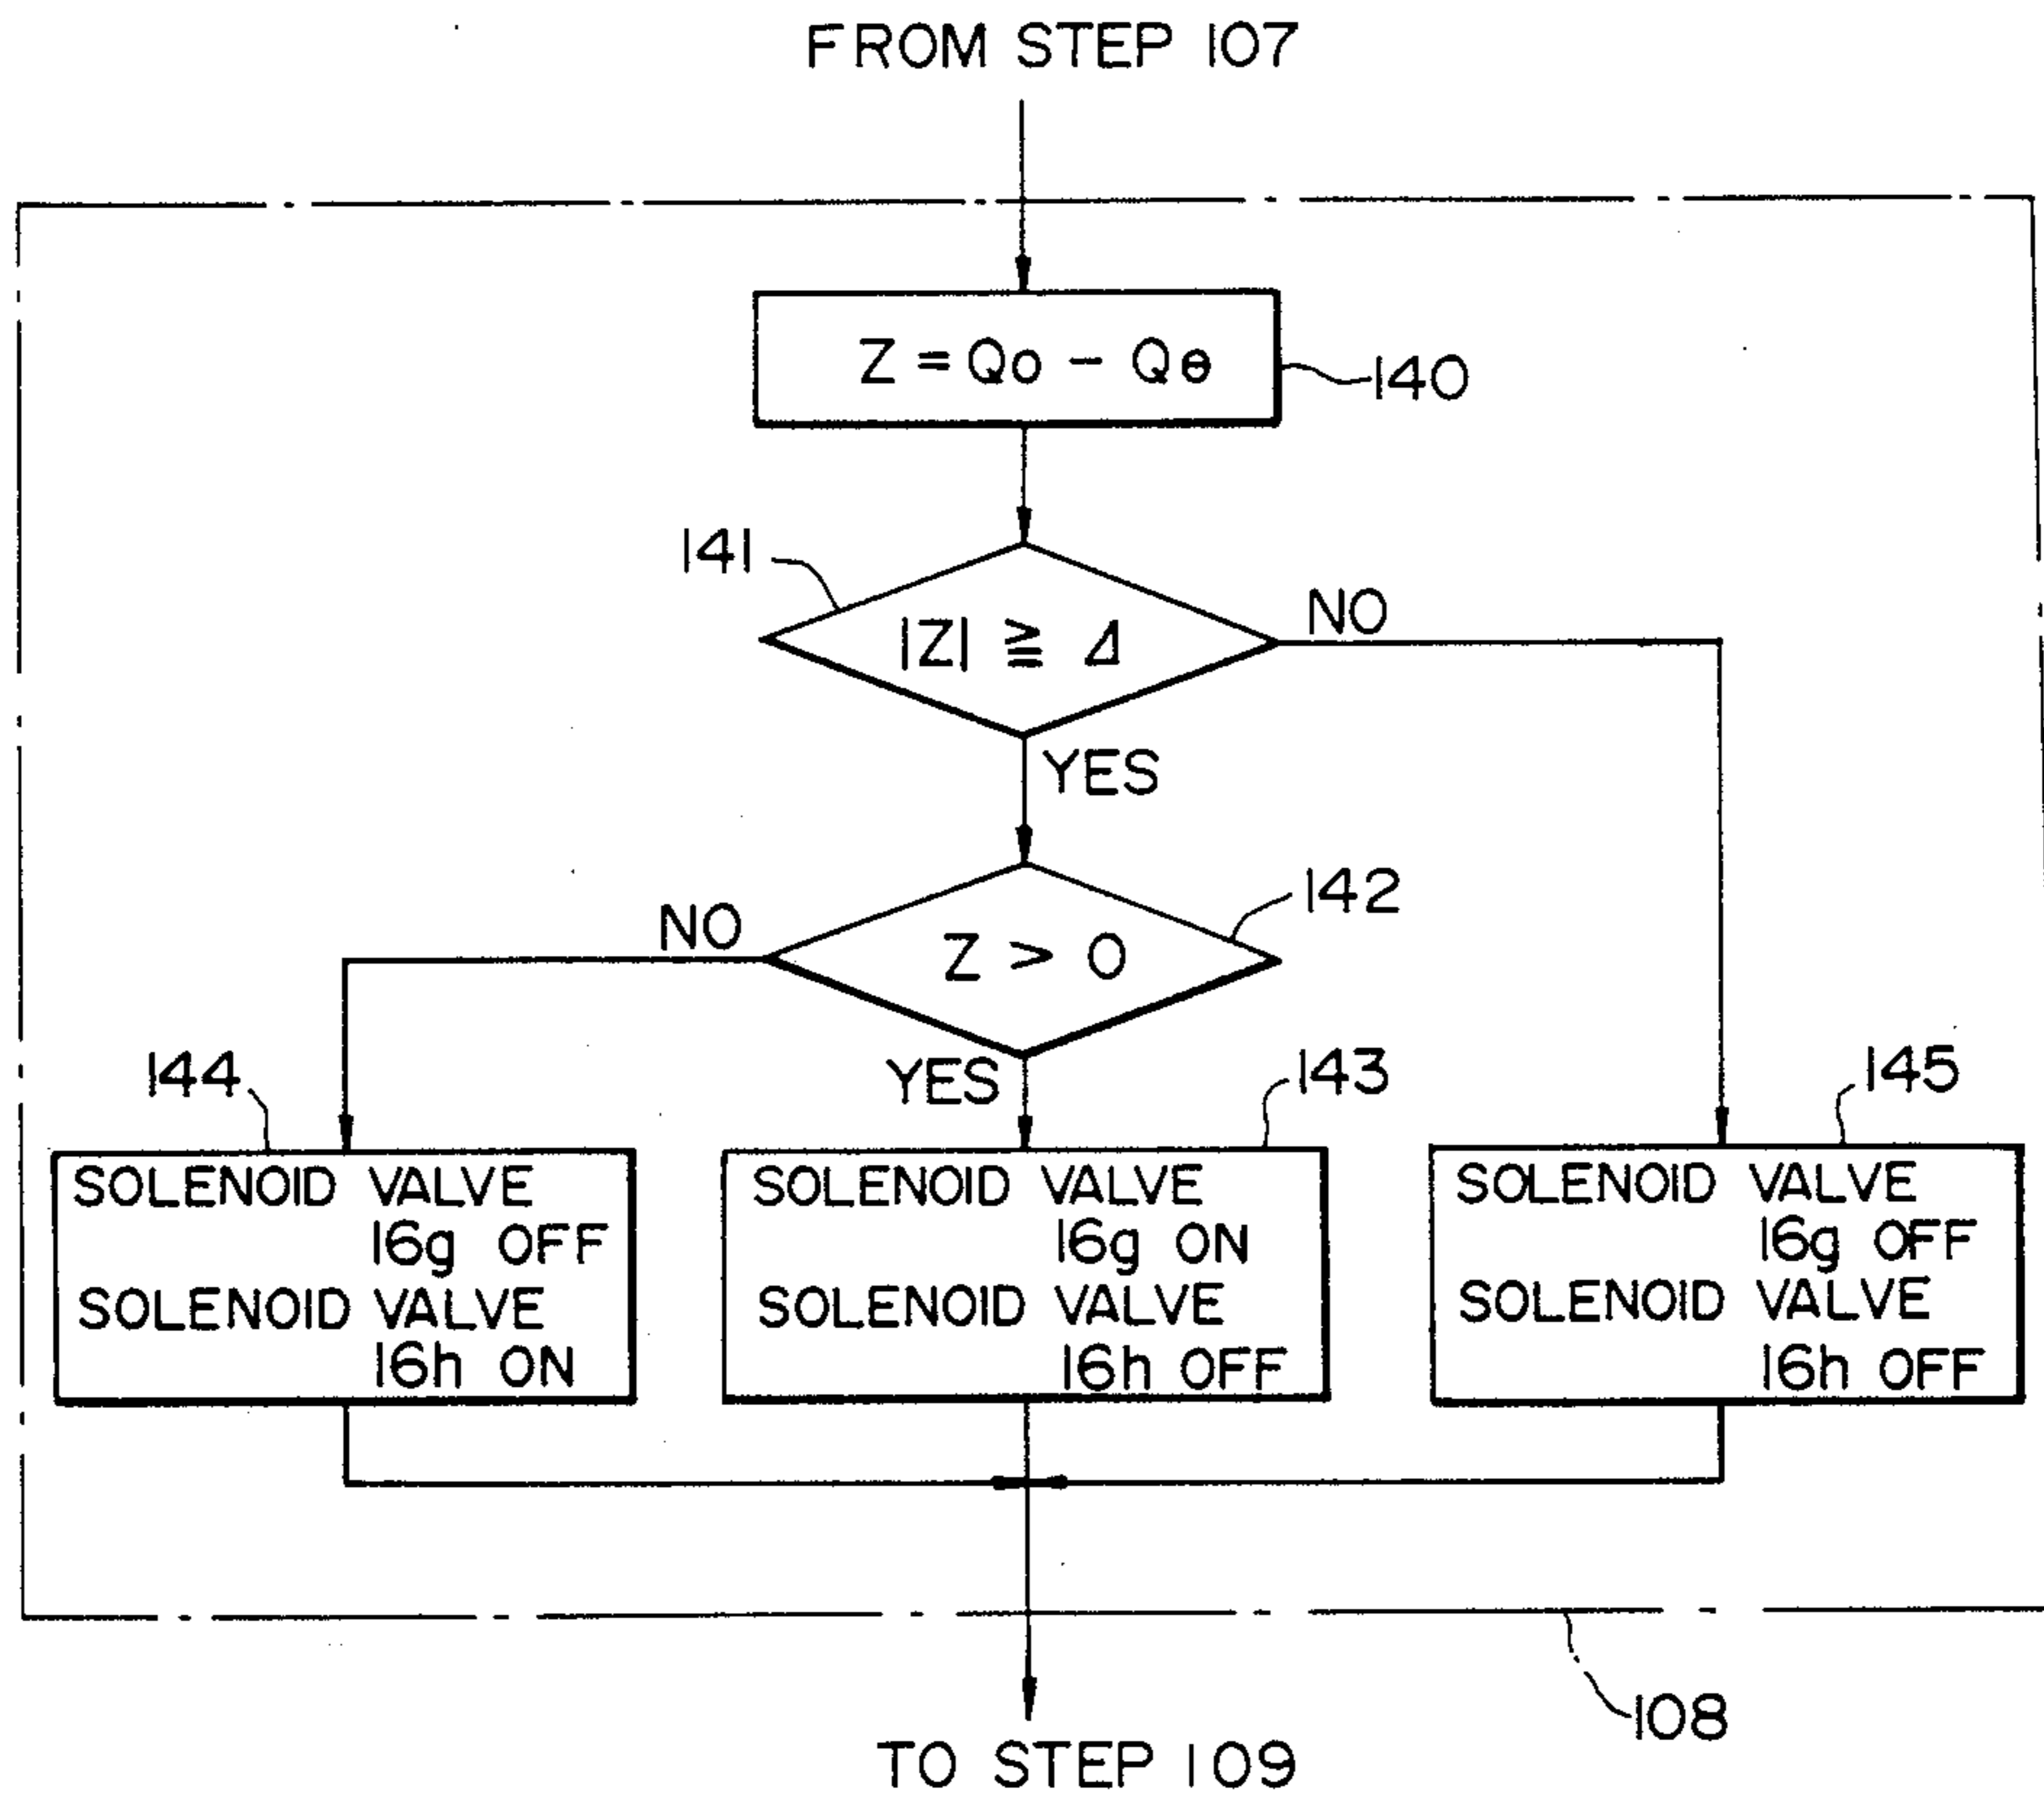 FROM STEP 107
Z = Qo - Qθ
140
141
|Z| ≧ Δ
NO
YES
142
Z > 0
NO
YES
144
143
145
SOLENOID VALVE
16g OFF
SOLENOID VALVE
16h ON
SOLENOID VALVE
16g ON
SOLENOID VALVE
16h OFF
SOLENOID VALVE
16g OFF
SOLENOID VALVE
16h OFF
108
TO STEP 109